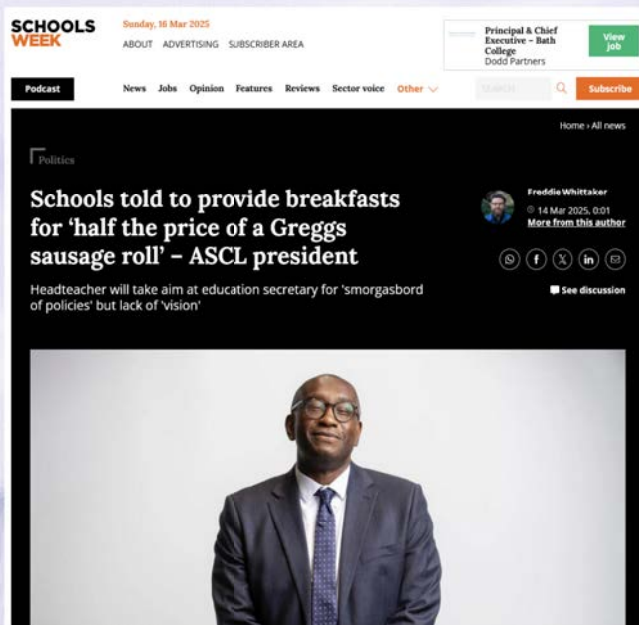 SCHOOLS
WEEK
Sunday, 16 Mar 2025
ABOUT ADVERTISING SUBSCRIBER AREA
Principal & Chief
Executive – Bath
College
Dodd Partners
View
job
Podcast
News Jobs Opinion Features Reviews Sector voice Other
SEARCH
Subscribe
Home › All news
Politics
Schools told to provide breakfasts
for ‘half the price of a Greggs
sausage roll’ – ASCL president
Headteacher will take aim at education secretary for 'smorgasbord
of policies' but lack of 'vision'
Freddie Whittaker
14 Mar 2025, 0:01
More from this author
See discussion